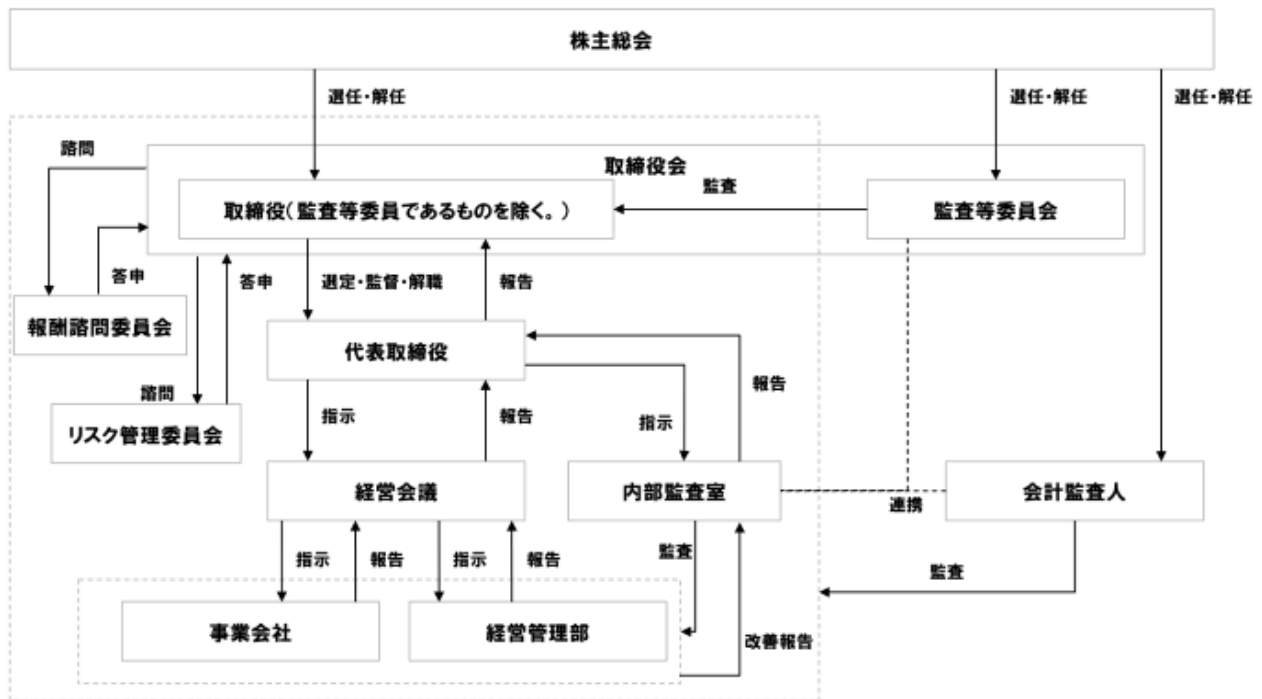 株主総会
選任・解任
選任・解任
選任・解任
諮問
取締役会
監査
取締役(監査等委員であるものを除く。)
監査等委員会
答申
答申
選定・監督・解職
報告
報酬諮問委員会
代表取締役
報告
諮問
指示
報告
指示
リスク管理委員会
経営会議
内部監査室
会計監査人
連携
指示
報告
指示
報告
監査
監査
事業会社
経営管理部
改善報告